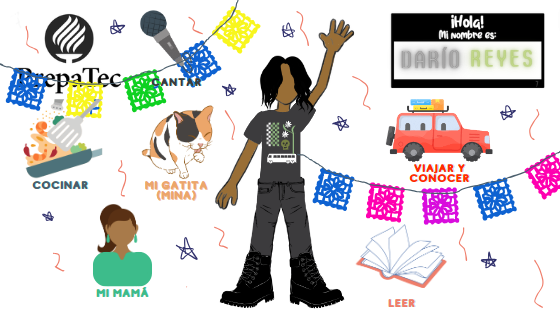 PrepaTec
CANTAR
¡Hola!
Mi nombre es:
DARÍO REYES
COCINAR
MI GATITA
(MINA)
VIAJAR Y
CONOCER
MI MAMÁ
LEER